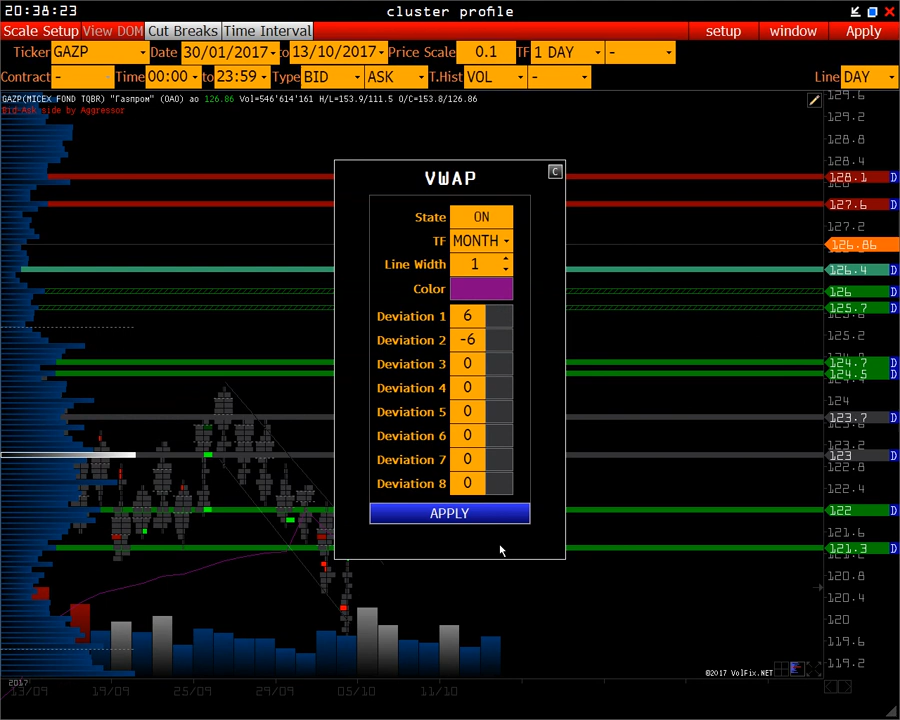 20:38:23 cluster profile
Scale Setup View DOM Cut Breaks Time Interval setup window Apply
Ticker GAZP Date 30/01/2017 to 13/10/2017 Price Scale 0.1 TF 1 DAY -
Contract - Time 00:00 to 23:59 Type BID ASK T.Hist VOL - Line DAY
GAZP(MICEX FOND TQBR) "Газпром" (ОАО) ао 126.86 Vol=546'614'161 H/L=153.9/111.5 O/C=153.8/126.86
Bid-Ask side by Aggressor
129.6
129.2
128.8
128.4
128.1 D
127.6 D
127.2
126.86
126.4 D
126 D
125.7 D
125.2
124.7 D
124.5 D
124
123.7 D
123.2
123 D
122.8
122.4
122 D
121.6
121.3 D
120.8
120.4
120
119.6
119.2
VWAP C
State ON
TF MONTH
Line Width 1
Color
Deviation 1 6
Deviation 2 -6
Deviation 3 0
Deviation 4 0
Deviation 5 0
Deviation 6 0
Deviation 7 0
Deviation 8 0
APPLY
©2017 VolFix.NET
2017
13/09 19/09 25/09 29/09 05/10 11/10